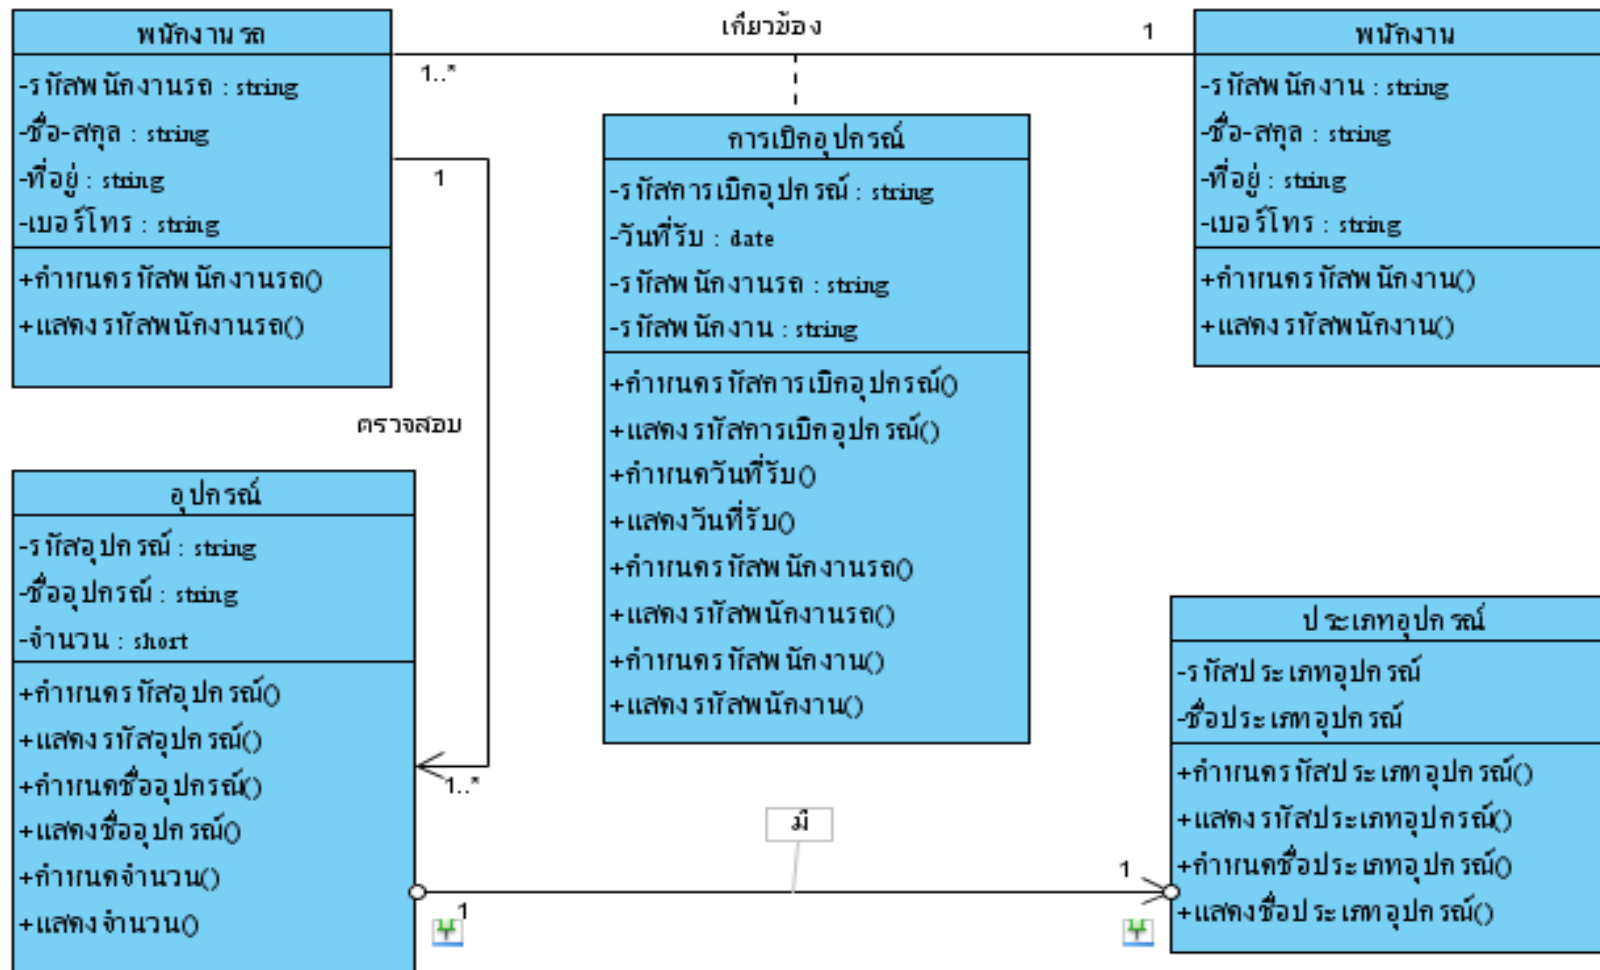 พนักงานรถ
-รหัสพนักงานรถ : string
-ชื่อ-สกุล : string
-ที่อยู่ : string
-เบอร์โทร : string
+กำหนดรหัสพนักงานรถ()
+แสดงรหัสพนักงานรถ()
1..*
เกี่ยวข้อง
1
พนักงาน
-รหัสพนักงาน : string
-ชื่อ-สกุล : string
-ที่อยู่ : string
-เบอร์โทร : string
+กำหนดรหัสพนักงาน()
+แสดงรหัสพนักงาน()
การเบิกอุปกรณ์
-รหัสการเบิกอุปกรณ์ : string
-วันที่รับ : date
-รหัสพนักงานรถ : string
-รหัสพนักงาน : string
+กำหนดรหัสการเบิกอุปกรณ์()
+แสดงรหัสการเบิกอุปกรณ์()
+กำหนดวันที่รับ()
+แสดงวันที่รับ()
+กำหนดรหัสพนักงานรถ()
+แสดงรหัสพนักงานรถ()
+กำหนดรหัสพนักงาน()
+แสดงรหัสพนักงาน()
1
ตรวจสอบ
1..*
อุปกรณ์
-รหัสอุปกรณ์ : string
-ชื่ออุปกรณ์ : string
-จำนวน : short
+กำหนดรหัสอุปกรณ์()
+แสดงรหัสอุปกรณ์()
+กำหนดชื่ออุปกรณ์()
+แสดงชื่ออุปกรณ์()
+กำหนดจำนวน()
+แสดงจำนวน()
1
มี
1
ประเภทอุปกรณ์
-รหัสประเภทอุปกรณ์
-ชื่อประเภทอุปกรณ์
+กำหนดรหัสประเภทอุปกรณ์()
+แสดงรหัสประเภทอุปกรณ์()
+กำหนดชื่อประเภทอุปกรณ์()
+แสดงชื่อประเภทอุปกรณ์()